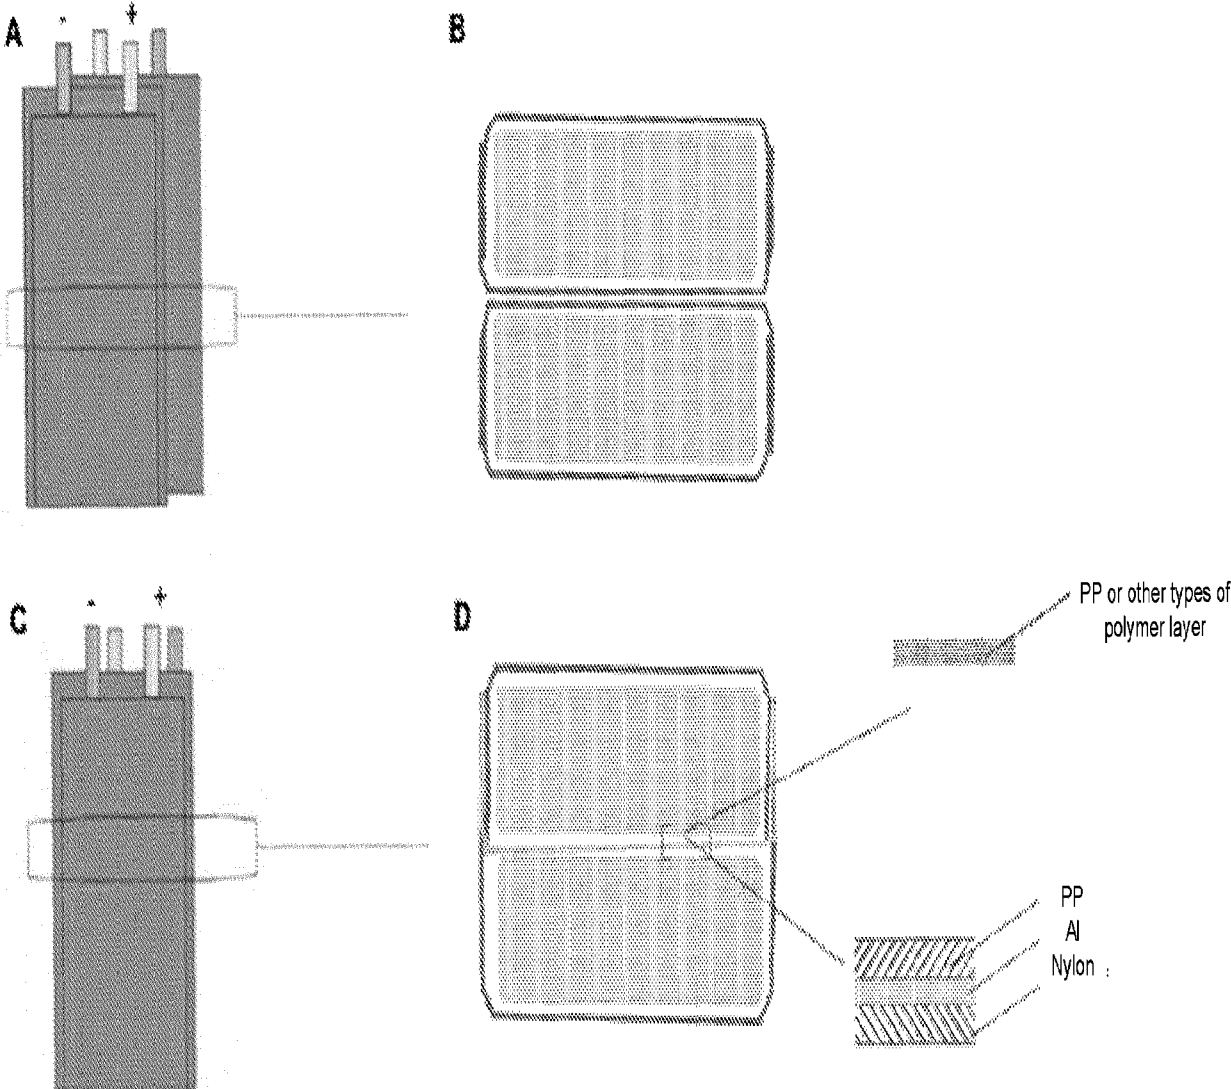 A
-
+
B
C
-
+
D
PP or other types of
polymer layer
PP
Al
Nylon